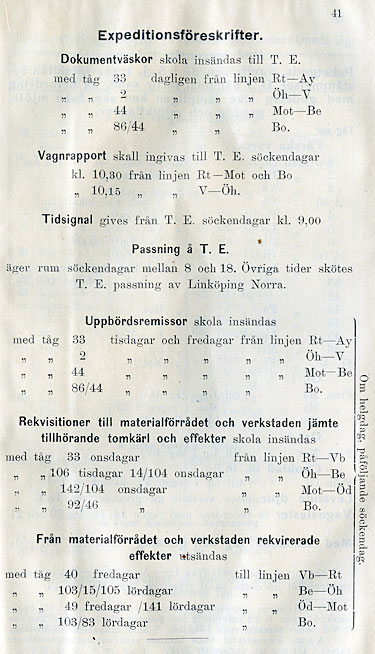 41
Expeditionsföreskrifter.
Dokumentväskor skola insändas till T. E.
med tåg 33 dagligen från linjen Rt—Ay
„ „ 2 „ „ „ Öh—V
„ „ 44 „ „ „ Mot—Be
„ „ 86/44 „ „ „ Bo.
Vagnrapport skall ingivas till T. E. söckendagar
kl. 10,30 från linjen Rt—Mot och Bo
„ 10,15 „ „ V—Öh.
Tidsignal gives från T. E. söckendagar kl. 9,00
Passning å T. E.
äger rum söckendagar mellan 8 och 18. Övriga tider skötes
T. E. passning av Linköping Norra.
Uppbördsremissor skola insändas
med tåg 33 tisdagar och fredagar från linjen Rt—Ay
„ „ 2 „ „ „ „ „ Öh—V
„ „ 44 „ „ „ „ „ Mot—Be
„ „ 86/44 „ „ „ „ „ Bo.
Rekvisitioner till materialförrådet och verkstaden jämte
tillhörande tomkärl och effekter skola insändas
med tåg 33 onsdagar från linjen Rt—Vb
„ „ 106 tisdagar 14/104 onsdagar „ „ Öh—Be
„ „ 142/104 onsdagar „ „ Mot—Öd
„ „ 92/46 „ „ „ Bo.
Från materialförrådet och verkstaden rekvirerade
effekter utsändas
med tåg 40 fredagar till linjen Vb—Rt
„ „ 103/15/105 lördagar „ „ Be—Öh
„ „ 49 fredagar /141 lördagar „ „ Öd—Mot
„ „ 103/83 lördagar „ „ Bo.
Om helgdag, påföljande söckendag.